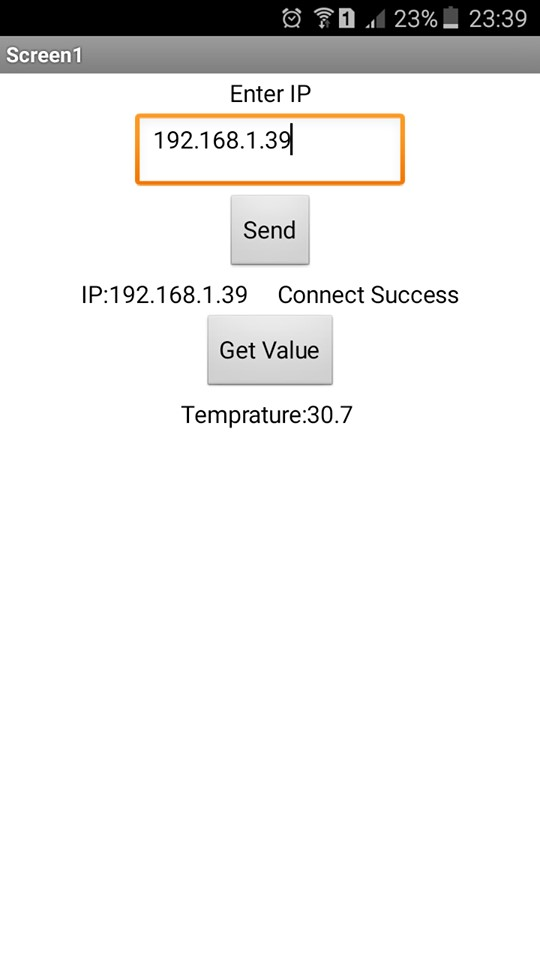 1 23% 23:39
Screen1
Enter IP
192.168.1.39
Send
IP:192.168.1.39 Connect Success
Get Value
Temprature:30.7